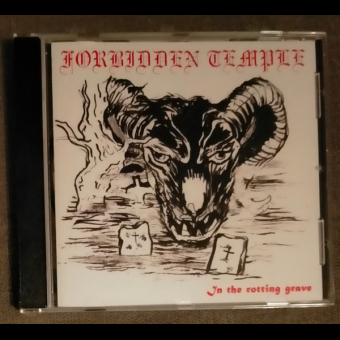 FORBIDDEN TEMPLE
In the rotting grave